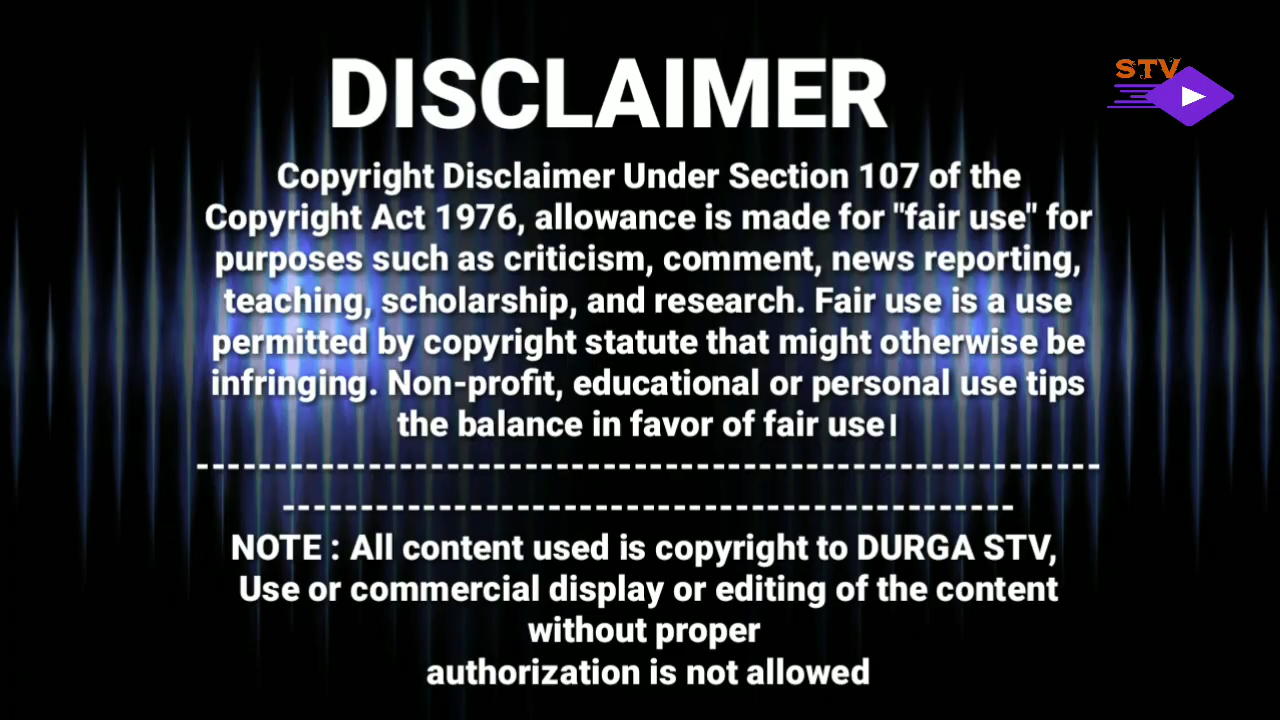 DISCLAIMER
STV
Copyright Disclaimer Under Section 107 of the
Copyright Act 1976, allowance is made for "fair use" for
purposes such as criticism, comment, news reporting,
teaching, scholarship, and research. Fair use is a use
permitted by copyright statute that might otherwise be
infringing. Non-profit, educational or personal use tips
the balance in favor of fair use।
----------------------------------------------------------
-----------------------------------------------
NOTE : All content used is copyright to DURGA STV,
Use or commercial display or editing of the content
without proper
authorization is not allowed